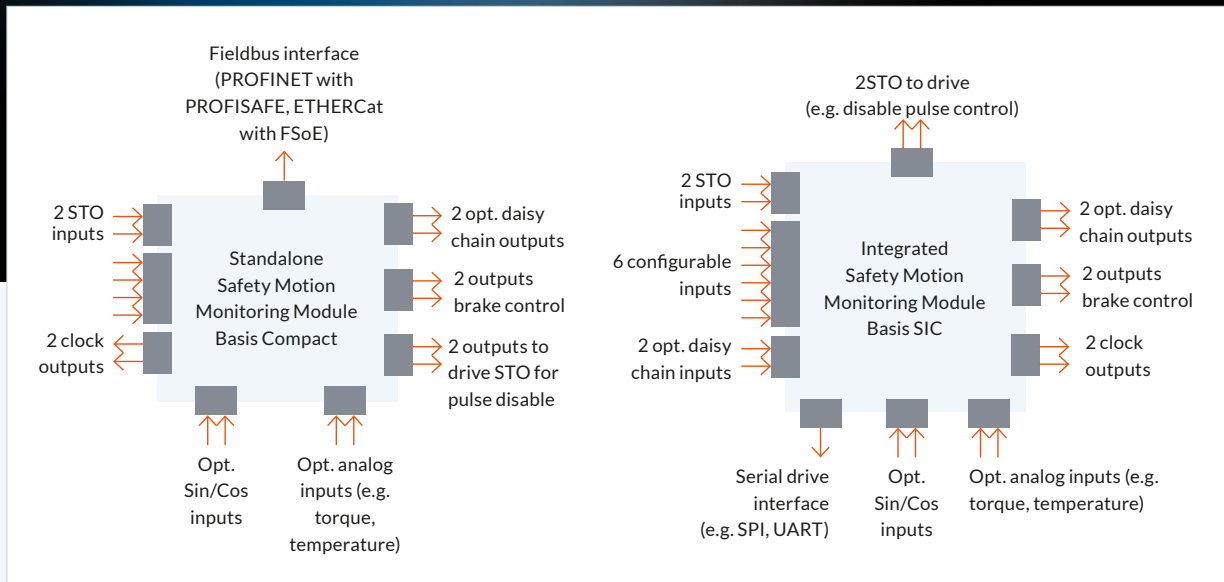 Fieldbus interface
(PROFINET with
PROFISAFE, ETHERCat
with FSoE)
2 STO
inputs
2 clock
outputs
Standalone
Safety Motion
Monitoring Module
Basis Compact
2 opt. daisy
chain outputs
2 outputs
brake control
2 outputs to
drive STO for
pulse disable
Opt.
Sin/Cos
inputs
Opt. analog
inputs (e.g.
torque,
temperature)
2STO to drive
(e.g. disable pulse control)
2 STO
inputs
6 configurable
inputs
2 opt. daisy
chain inputs
Integrated
Safety Motion
Monitoring Module
Basis SIC
2 opt. daisy
chain outputs
2 outputs
brake control
2 clock
outputs
Serial drive
interface
(e.g. SPI, UART)
Opt.
Sin/Cos
inputs
Opt. analog inputs (e.g.
torque, temperature)